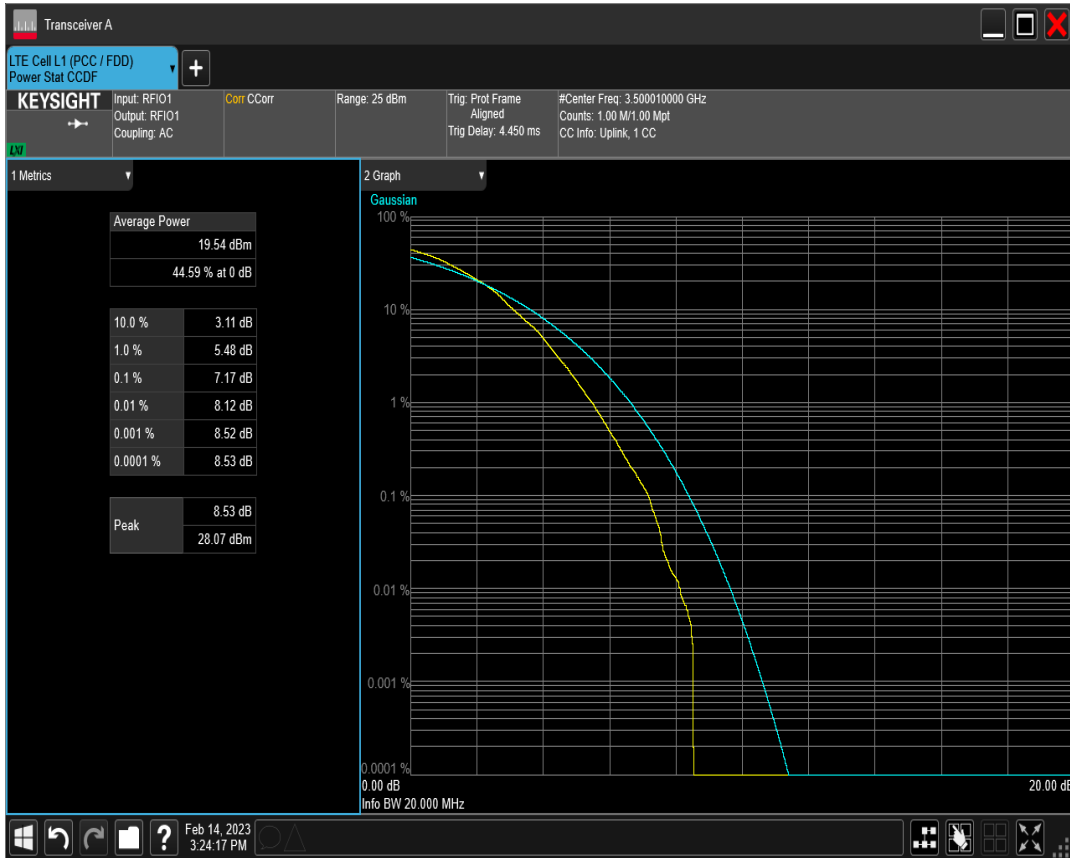 Transceiver A
LTE Cell L1 (PCC / FDD)
Power Stat CCDF
KEYSIGHT
LXI
Input: RFIO1
Output: RFIO1
Coupling: AC
Corr CCorr
Range: 25 dBm
Trig: Prot Frame
Aligned
Trig Delay: 4.450 ms
#Center Freq: 3.500010000 GHz
Counts: 1.00 M/1.00 Mpt
CC Info: Uplink, 1 CC
1 Metrics
Average Power
19.54 dBm
44.59 % at 0 dB
10.0 % 3.11 dB
1.0 % 5.48 dB
0.1 % 7.17 dB
0.01 % 8.12 dB
0.001 % 8.52 dB
0.0001 % 8.53 dB
Peak
8.53 dB
28.07 dBm
2 Graph
Gaussian
100 %
10 %
1 %
0.1 %
0.01 %
0.001 %
0.0001 %
0.00 dB 20.00 dB
Info BW 20.000 MHz
?
Feb 14, 2023
3:24:17 PM